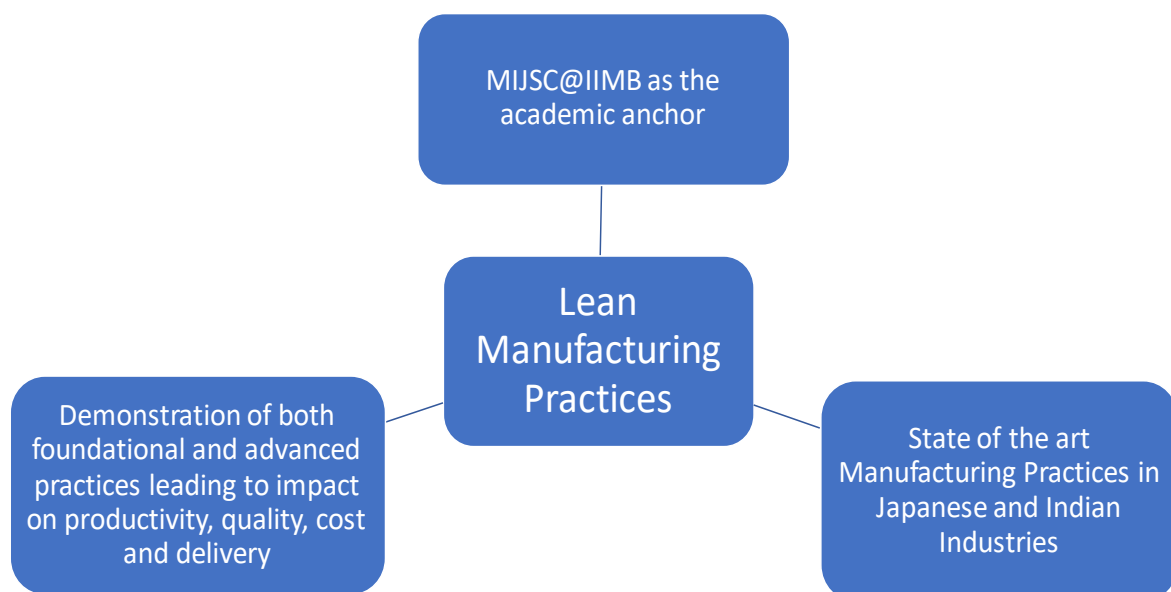 MIJSC@IIMB as the
academic anchor
Lean
Manufacturing
Practices
Demonstration of both
foundational and advanced
practices leading to impact
on productivity, quality, cost
and delivery
State of the art
Manufacturing Practices in
Japanese and Indian
Industries